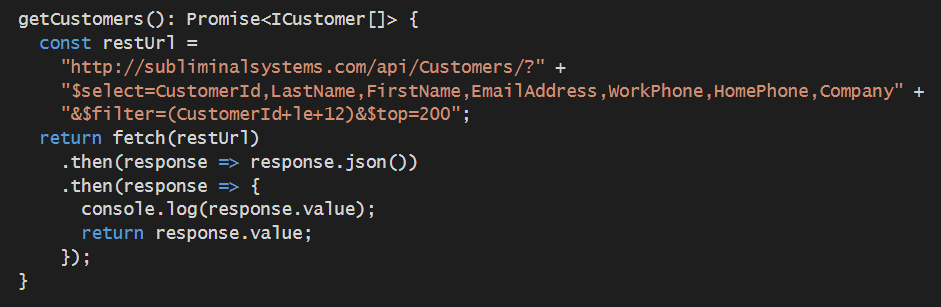 getCustomers(): Promise<ICustomer[]> {
  const restUrl =
    "http://subliminalsystems.com/api/Customers/?" +
    "$select=CustomerId,LastName,FirstName,EmailAddress,WorkPhone,HomePhone,Company" +
    "&$filter=(CustomerId+le+12)&$top=200";
  return fetch(restUrl)
    .then(response => response.json())
    .then(response => {
      console.log(response.value);
      return response.value;
    });
}